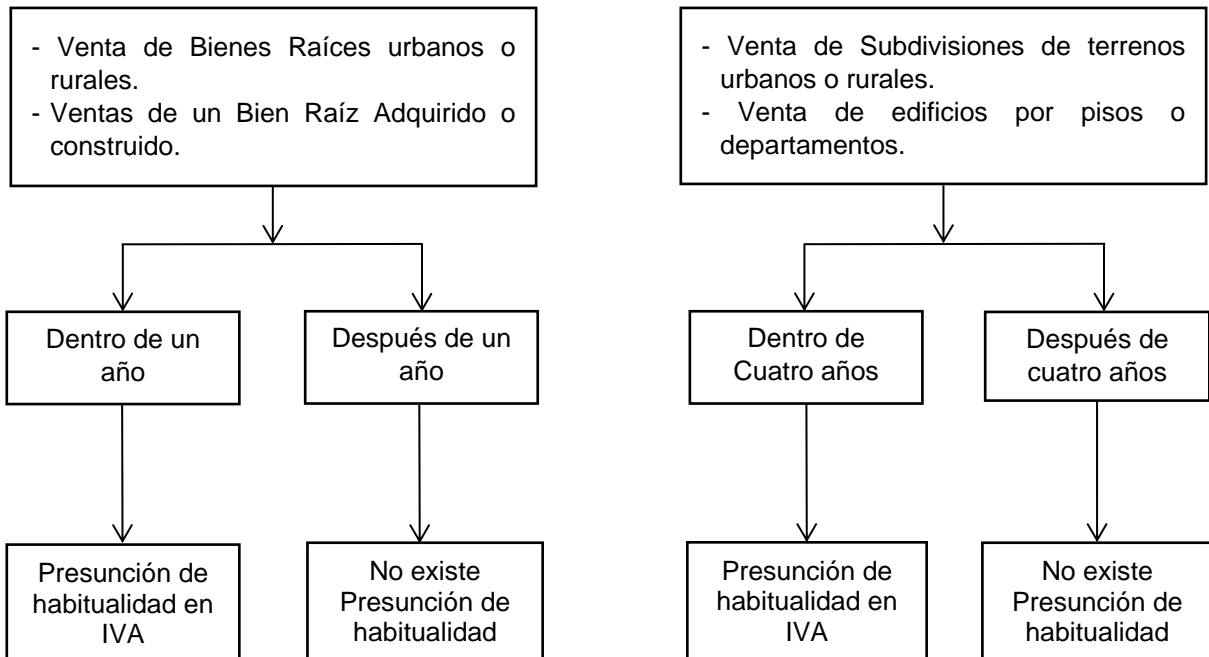 - Venta de Bienes Raíces urbanos o
rurales.
- Ventas de un Bien Raíz Adquirido o
construido.
- Venta de Subdivisiones de terrenos
urbanos o rurales.
- Venta de edificios por pisos o
departamentos.
Dentro de un
año
Después de un
año
Dentro de
Cuatro años
Después de
cuatro años
Presunción de
habitualidad en
IVA
No existe
Presunción de
habitualidad
Presunción de
habitualidad en
IVA
No existe
Presunción de
habitualidad